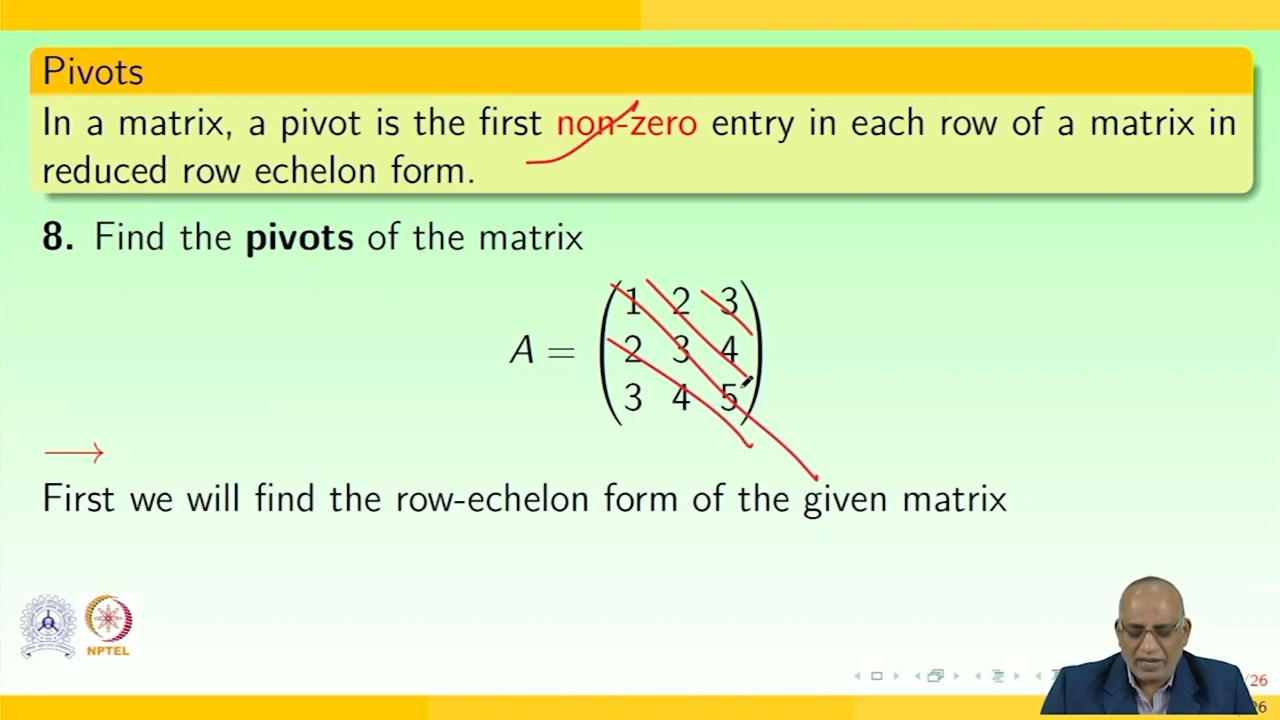 Pivots
In a matrix, a pivot is the first non-zero entry in each row of a matrix in
reduced row echelon form.
8. Find the pivots of the matrix
1 2 3
A = 2 3 4
3 4 5
→
First we will find the row-echelon form of the given matrix
NPTEL
/26
26